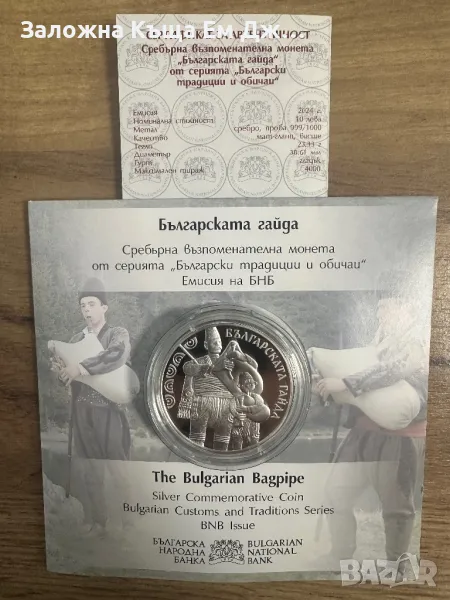 Заложна Къща Ем Дж
Сребърна възпоменателна монета
„Българската гайда“
от серията „Български
традиции и обичаи“
Емисия 2024 г.
Номинална стойност: 10 лева
Метал сребро, проба 999/1000
Качество мат-гланц, висше
Тегло 23.33 г
Диаметър 38.61 мм
Гурт гладък
Максимален тираж 4000
Българската гайда
Сребърна възпоменателна монета
от серията „Български традиции и обичаи“
Емисия на БНБ
БЪЛГАРСКАТА ГАЙДА
The Bulgarian Bagpipe
Silver Commemorative Coin
Bulgarian Customs and Traditions Series
BNB Issue
БЪЛГАРСКА
НАРОДНА
БАНКА
BULGARIAN
NATIONAL
BANK
BAZAR